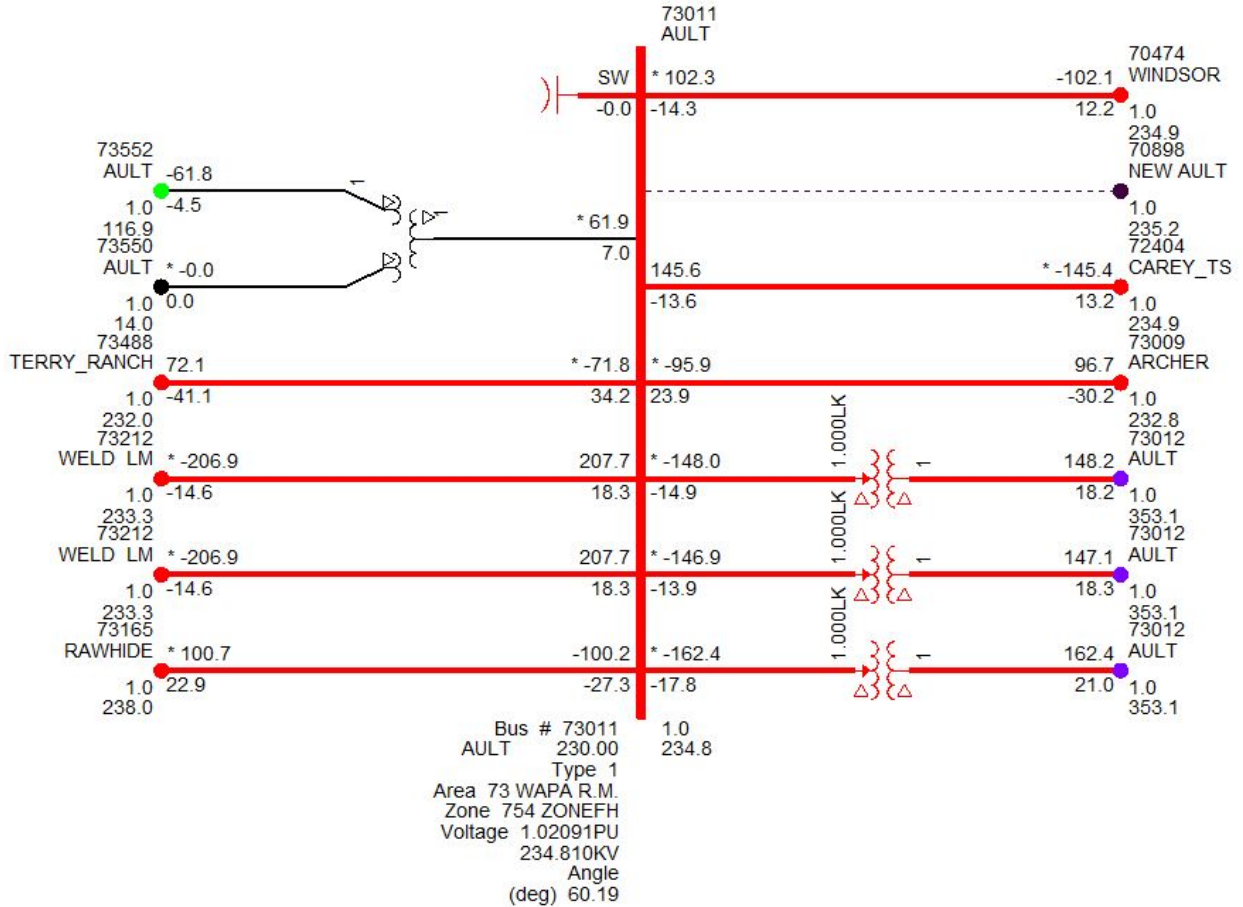 73011
AULT
SW * 102.3 -102.1
-0.0 -14.3 12.2
70474
WINDSOR
1.0
234.9
73552
AULT -61.8
1.0 -4.5
116.9
1
1
* 61.9
7.0
70898
NEW AULT
1.0
235.2
73550
AULT * -0.0
1.0 0.0
14.0
145.6 * -145.4
-13.6 13.2
72404
CAREY_TS
1.0
234.9
73488
TERRY_RANCH 72.1 * -71.8 * -95.9 96.7
1.0 -41.1 34.2 23.9 -30.2
232.0
73009
ARCHER
1.0
232.8
73212
WELD LM * -206.9 207.7 * -148.0 1.000LK 1 148.2
1.0 -14.6 18.3 -14.9 18.2
233.3
73012
AULT
1.0
353.1
73212
WELD LM * -206.9 207.7 * -146.9 1.000LK 1 147.1
1.0 -14.6 18.3 -13.9 18.3
233.3
73012
AULT
1.0
353.1
73165
RAWHIDE * 100.7 -100.2 * -162.4 1.000LK 1 162.4
1.0 22.9 -27.3 -17.8 21.0
238.0
73012
AULT
1.0
353.1
Bus # 73011 1.0
AULT 230.00 234.8
Type 1
Area 73 WAPA R.M.
Zone 754 ZONEFH
Voltage 1.02091PU
234.810KV
Angle
(deg) 60.19